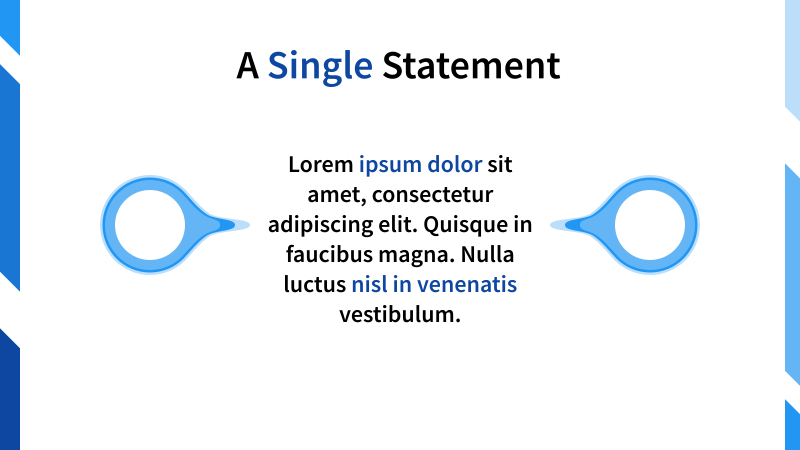 A Single Statement
Lorem ipsum dolor sit
amet, consectetur
adipiscing elit. Quisque in
faucibus magna. Nulla
luctus nisl in venenatis
vestibulum.